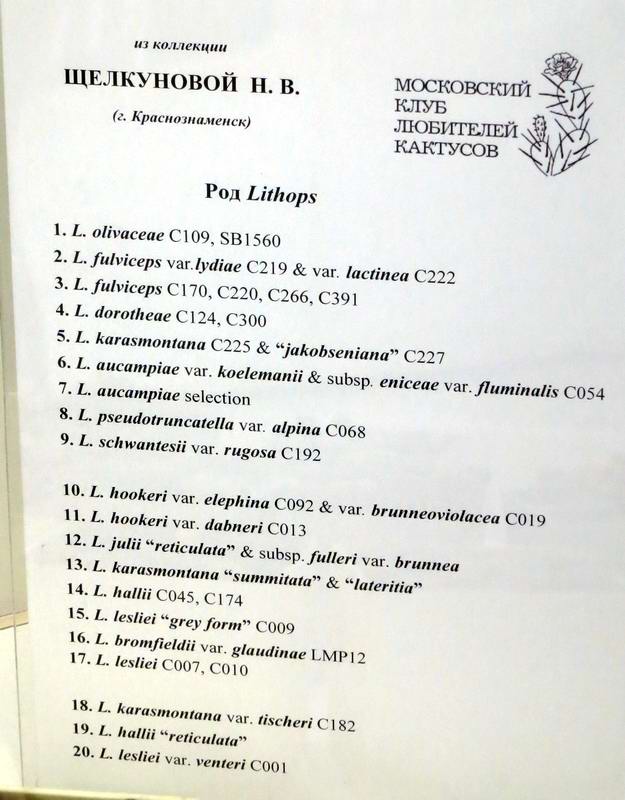 из коллекции
ЩЕЛКУНОВОЙ Н. В.
(г. Краснознаменск)
МОСКОВСКИЙ
КЛУБ
ЛЮБИТЕЛЕЙ
КАКТУСОВ
Род Lithops
1. L. olivaceae C109, SB1560
2. L. fulviceps var.lydiae C219 & var. lactinea C222
3. L. fulviceps C170, C220, C266, C391
4. L. dorotheae C124, C300
5. L. karasmontana C225 & “jakobseniana” C227
6. L. aucampiae var. koelemanii & subsp. eniceae var. fluminalis C054
7. L. aucampiae selection
8. L. pseudotruncatella var. alpina C068
9. L. schwantesii var. rugosa C192
10. L. hookeri var. elephina C092 & var. brunneoviolacea C019
11. L. hookeri var. dabneri C013
12. L. julii “reticulata” & subsp. fulleri var. brunnea
13. L. karasmontana “summitata” & “lateritia”
14. L. hallii C045, C174
15. L. lesliei “grey form” C009
16. L. bromfieldii var. glaudinae LMP12
17. L. lesliei C007, C010
18. L. karasmontana var. tischeri C182
19. L. hallii “reticulata”
20. L. lesliei var. venteri C001